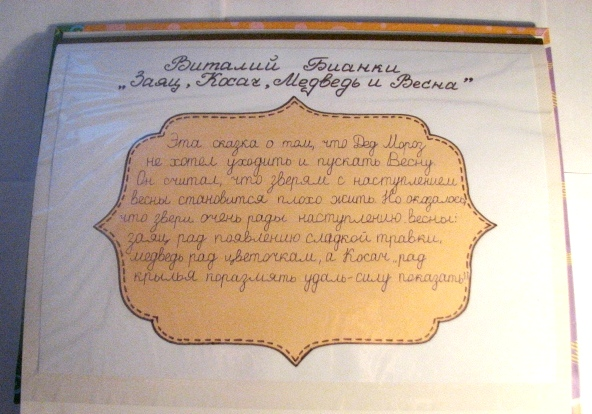 Виталий Бианки
„Заяц, Косач, Медведь и Весна”
Эта сказка о том, что Дед Мороз
не хотел уходить и пускать Весну
Он считал, что зверям с наступлением
весны становится плохо жить. Но оказалось,
что звери очень рады наступлению весны:
заяц рад появлению сладкой травки,
медведь рад цветочкам, а Косач „рад
крылья поразмять удаль-силу показать"